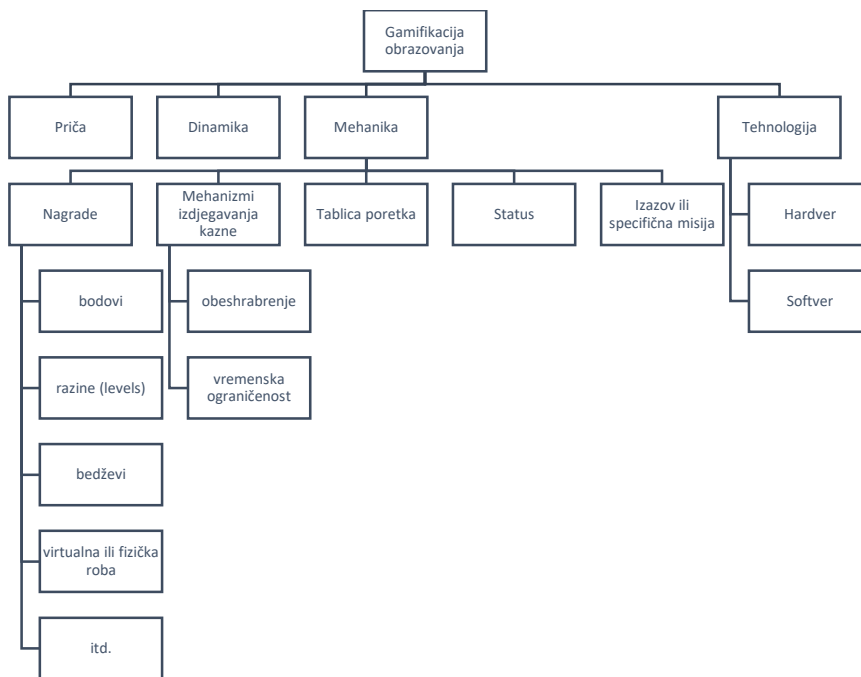 Gamifikacija
obrazovanja
Priča
Dinamika
Mehanika
Tehnologija
Nagrade
Mehanizmi
izdjegavanja
kazne
Tablica poretka
Status
Izazov ili
specifična misija
Hardver
bodovi
obeshrabrenje
Softver
razine (levels)
vremenska
ograničenost
bedževi
virtualna ili fizička
roba
itd.